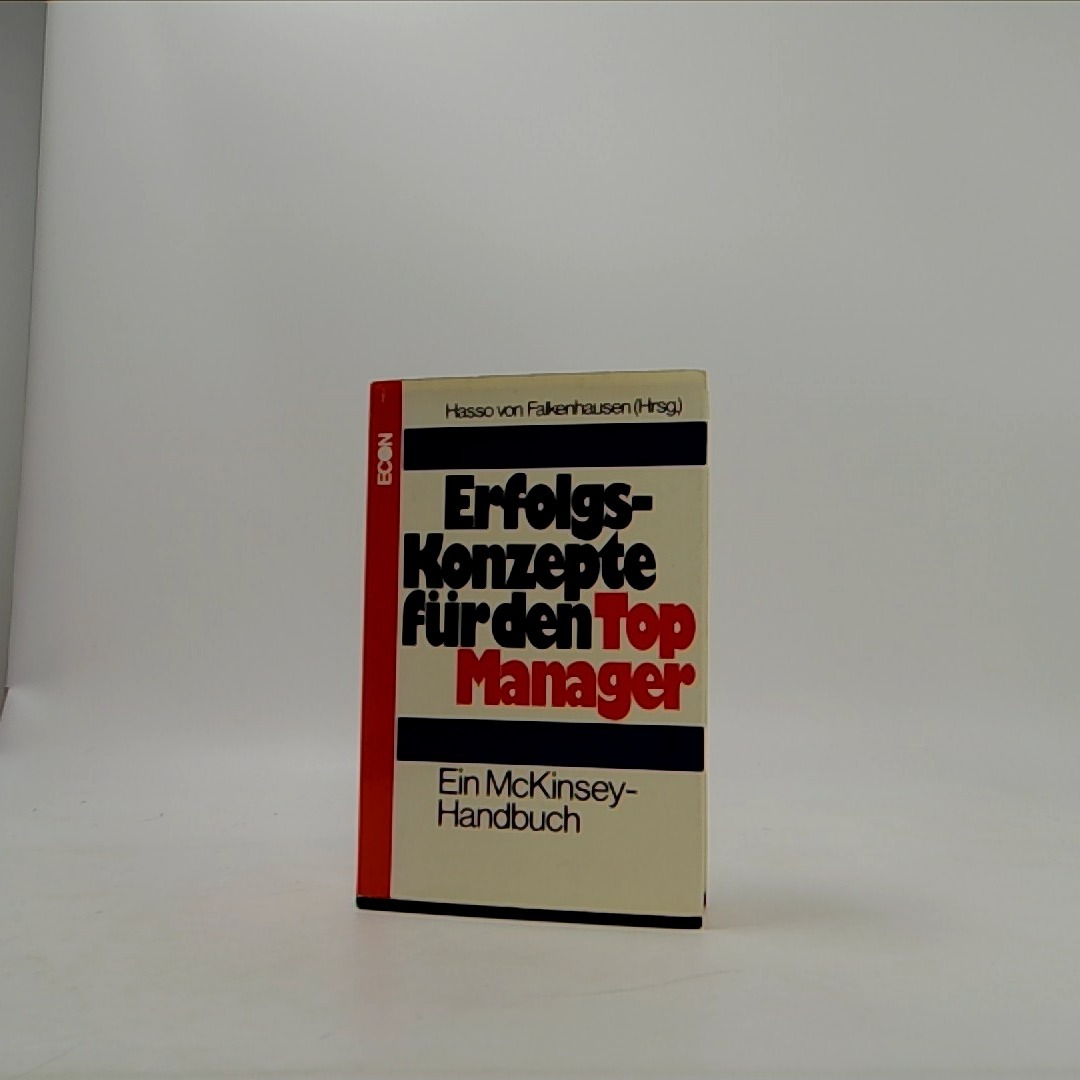 ECON
Hasso von Falkenhausen (Hrsg.)
Erfolgs-
Konzepte
für den Top
Manager
Ein McKinsey-
Handbuch